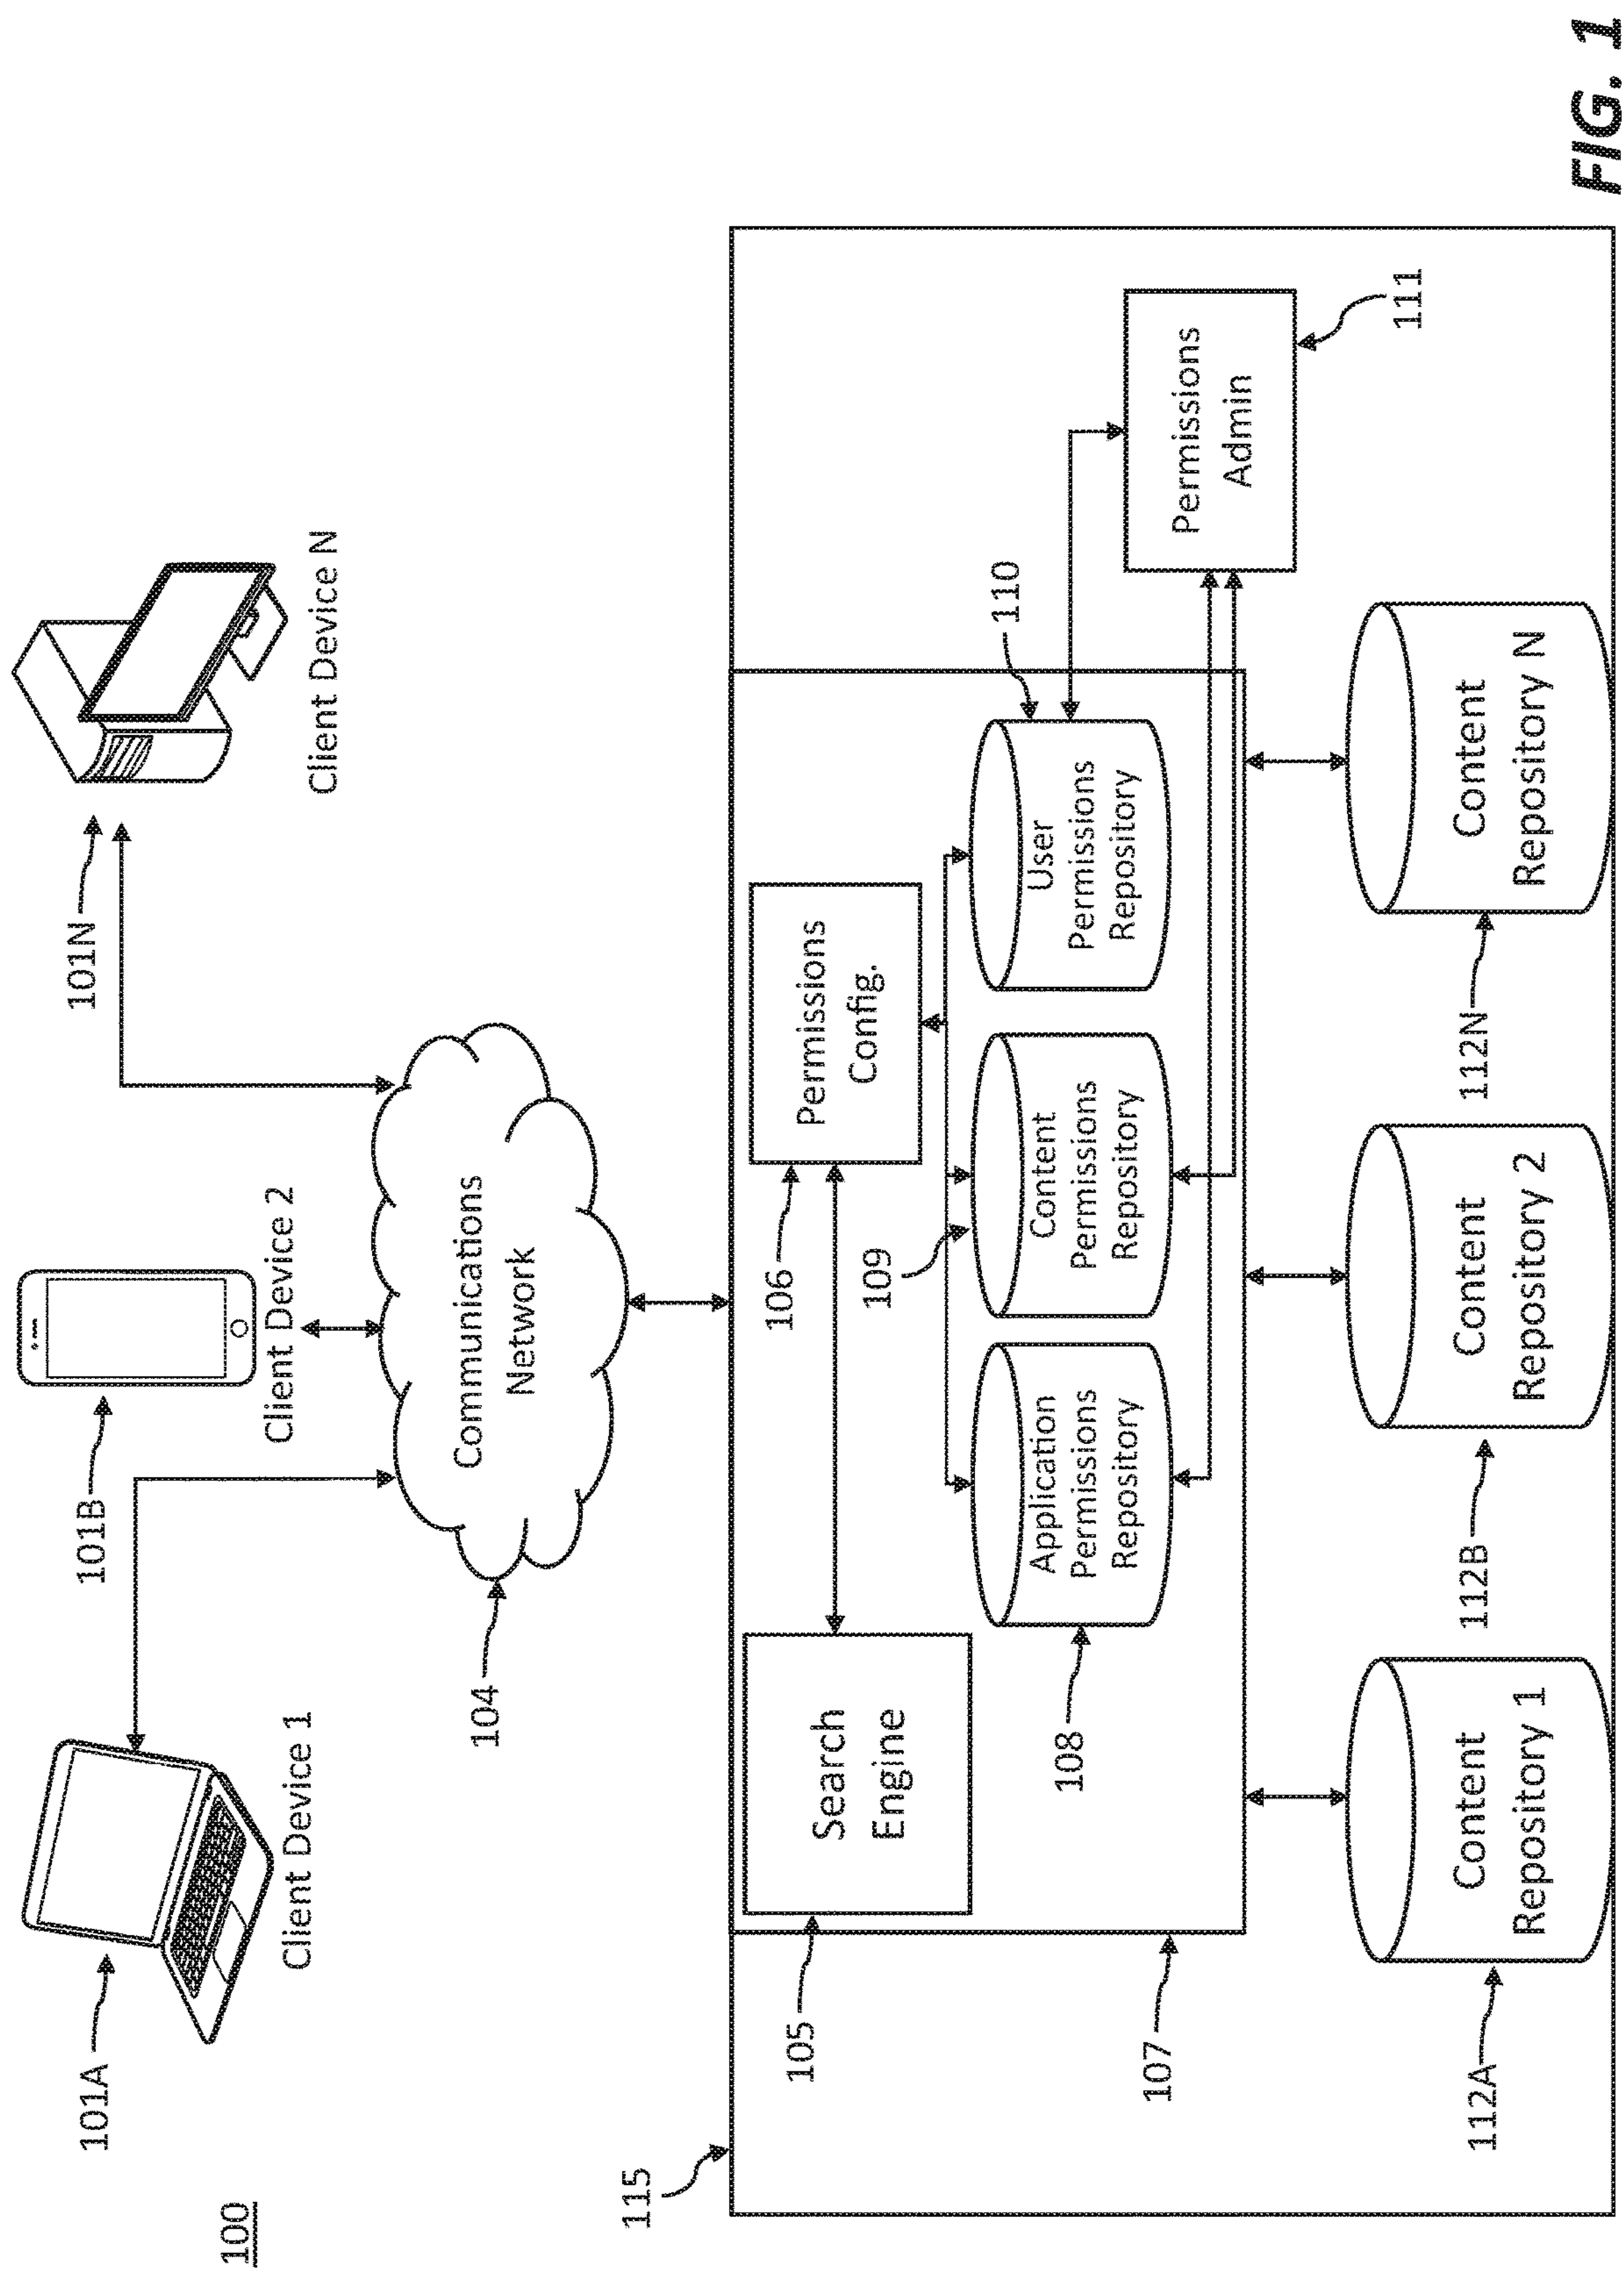 100
101A
Client Device 1
101B
Client Device 2
101N
Client Device N
104
Communications
Network
115
105
Search
Engine
106
Permissions
Config.
107
108
Application
Permissions
Repository
109
Content
Permissions
Repository
110
User
Permissions
Repository
Permissions
Admin
111
112A
Content
Repository 1
112B
Content
Repository 2
112N
Content
Repository N
FIG. 1